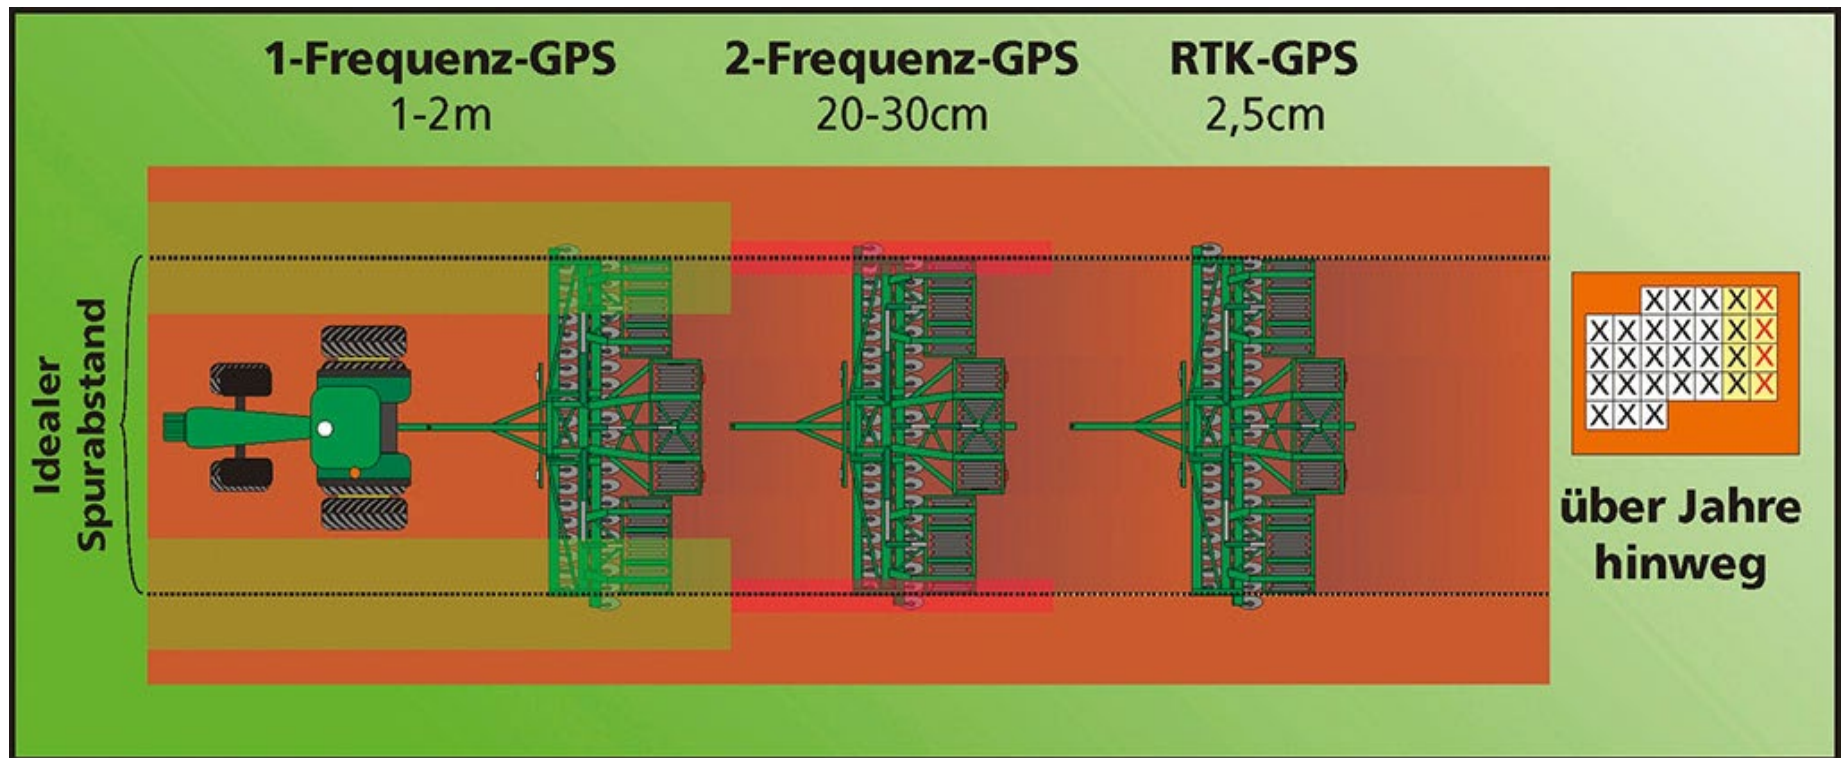 1-Frequenz-GPS
1-2m
2-Frequenz-GPS
20-30cm
RTK-GPS
2,5cm
Idealer
Spurabstand
X X X X X
X X X X X X X
X X X X X X X
X X X X X X X
X X X
über Jahre
hinweg